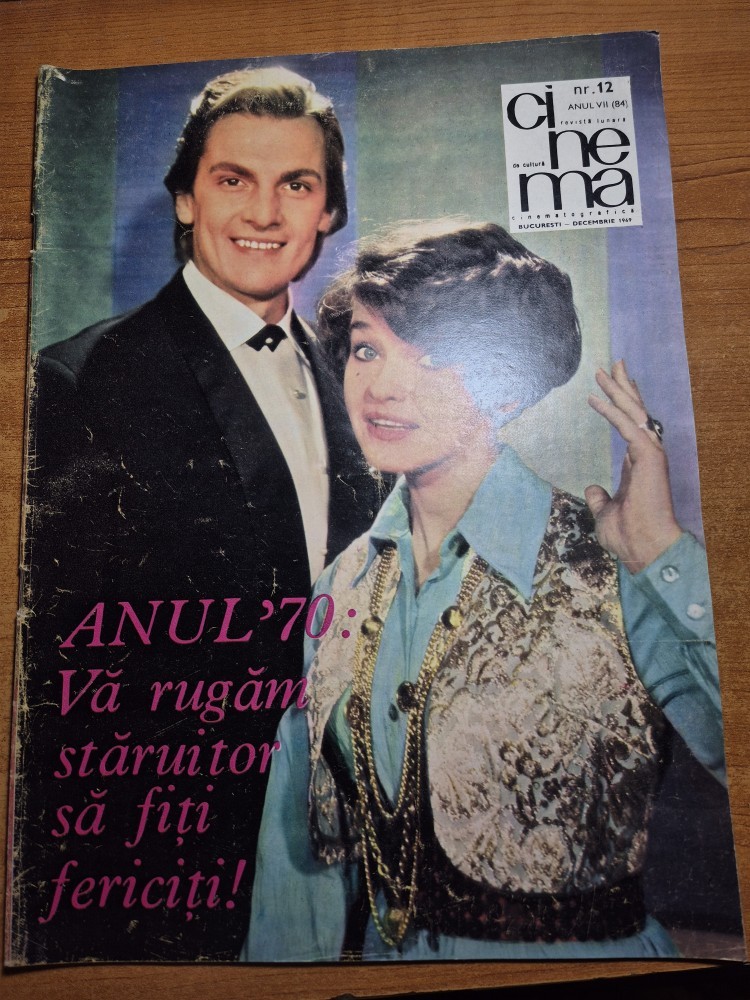 nr. 12
ANUL VII (84)
ci
revistă lunară
ne
de cultură
ma
cinematografică
BUCUREȘTI – DECEMBRIE 1969
ANUL '70:
Vă rugăm
stăruitor
să fiți
fericiți!